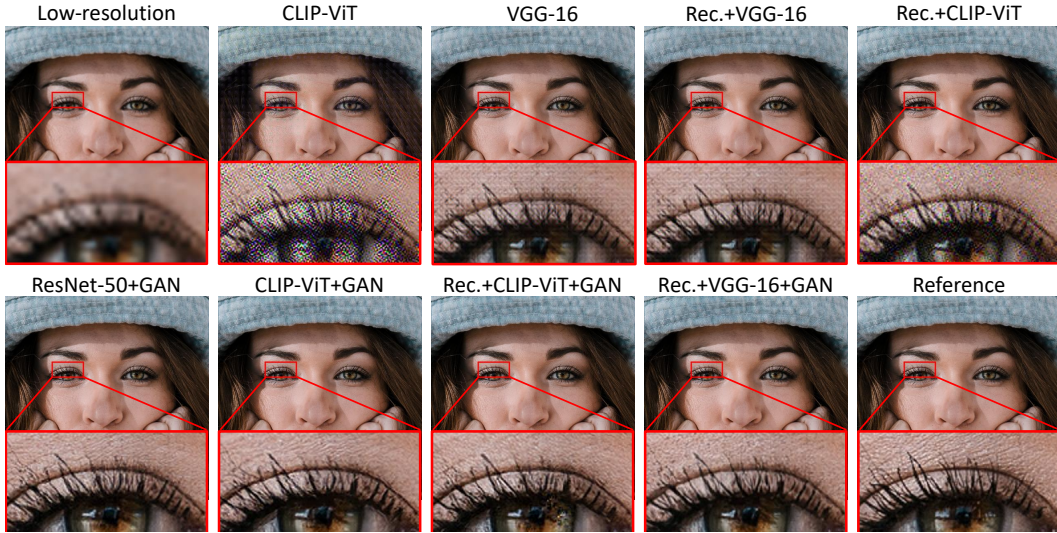 Low-resolution
CLIP-ViT
VGG-16
Rec.+VGG-16
Rec.+CLIP-ViT
ResNet-50+GAN
CLIP-ViT+GAN
Rec.+CLIP-ViT+GAN
Rec.+VGG-16+GAN
Reference